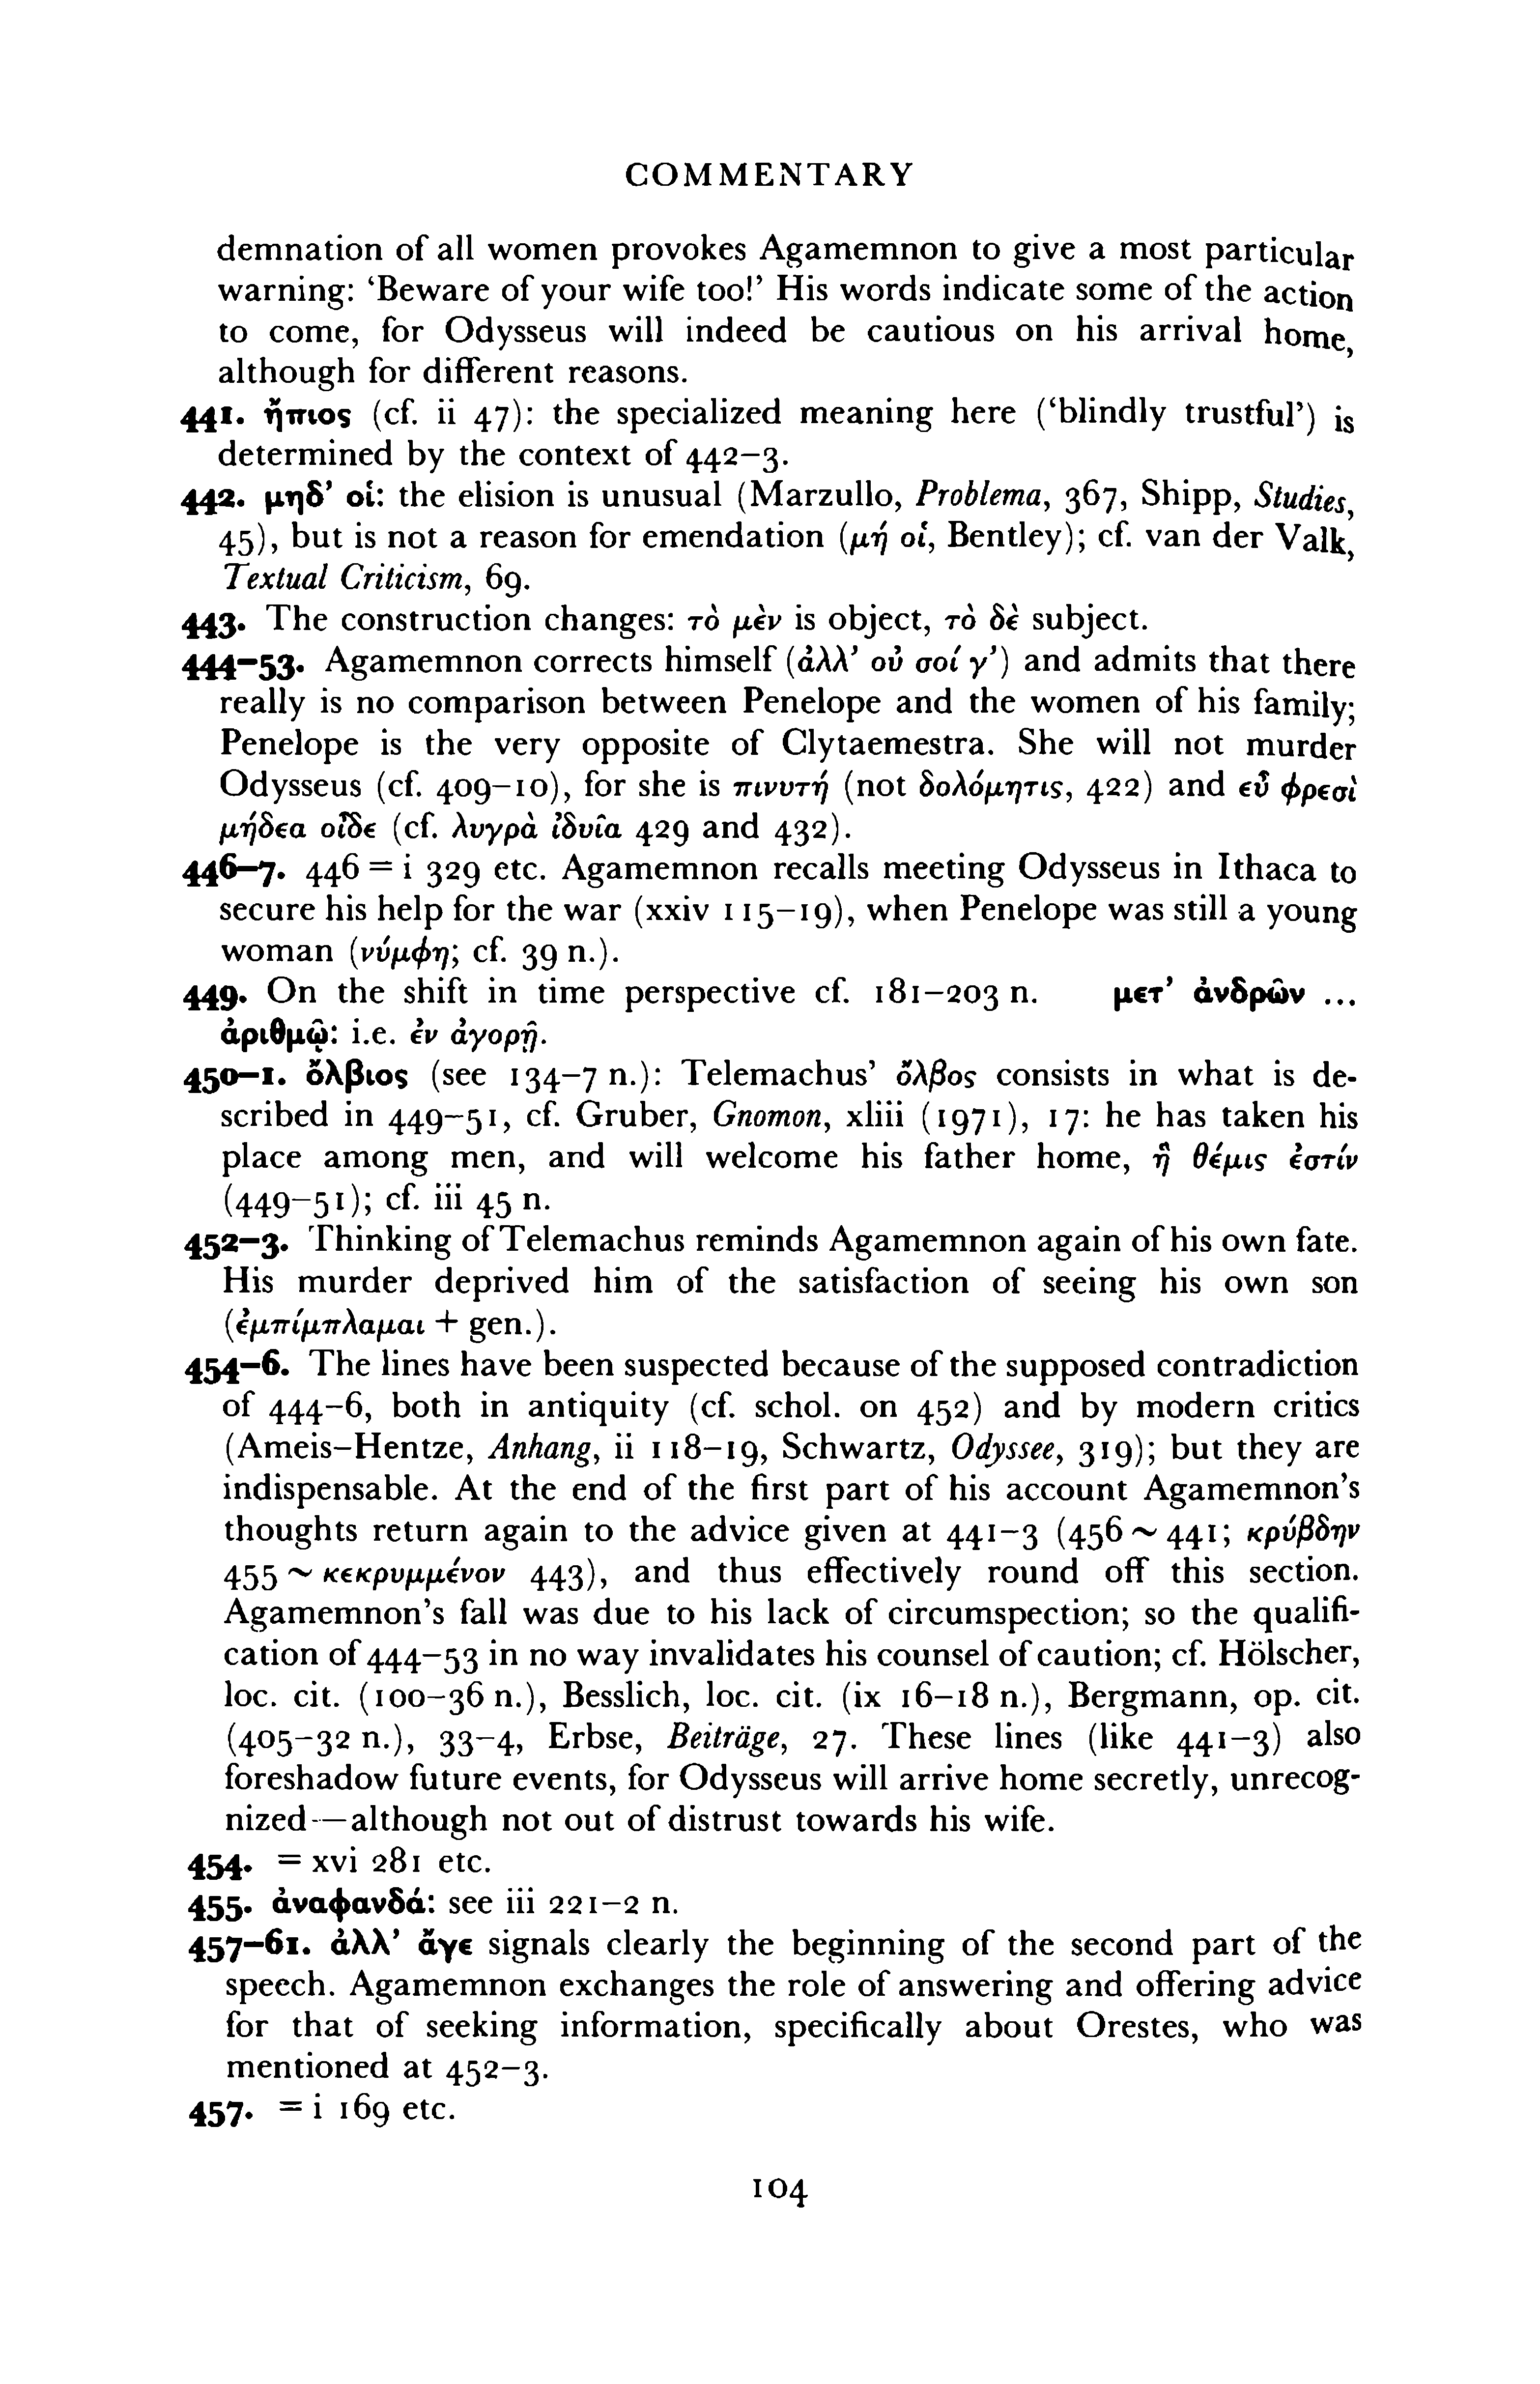 COMMENTARY
demnation of all women provokes Agamemnon to give a most particular
warning: ‘Beware of your wife too!’ His words indicate some of the action
to come, for Odysseus will indeed be cautious on his arrival home,
although for different reasons.
441. ἤπιος (cf. ii 47): the specialized meaning here (‘blindly trustful’) is
determined by the context of 442–3.
442. μηδ’ οἱ: the elision is unusual (Marzullo, Problema, 367, Shipp, Studies,
45), but is not a reason for emendation (μή οἱ, Bentley); cf. van der Valk,
Textual Criticism, 69.
443. The construction changes: τὸ μὲν is object, τὸ δὲ subject.
444–53. Agamemnon corrects himself (ἀλλ’ οὐ σοί γ’) and admits that there
really is no comparison between Penelope and the women of his family;
Penelope is the very opposite of Clytaemestra. She will not murder
Odysseus (cf. 409–10), for she is πινυτή (not δολόμητις, 422) and εὖ φρεσὶ
μήδεα οἶδε (cf. λυγρὰ ἰδυῖα 429 and 432).
446–7. 446 = i 329 etc. Agamemnon recalls meeting Odysseus in Ithaca to
secure his help for the war (xxiv 115–19), when Penelope was still a young
woman (νύμφη; cf. 39 n.).
449. On the shift in time perspective cf. 181–203 n. μετ’ ἀνδρῶν ...
ἀριθμῷ: i.e. ἐν ἀγορῇ.
450–1. ὄλβιος (see 134–7 n.): Telemachus’ ὄλβος consists in what is de-
scribed in 449–51, cf. Gruber, Gnomon, xliii (1971), 17: he has taken his
place among men, and will welcome his father home, ἣ θέμις ἐστίν
(449–51); cf. iii 45 n.
452–3. Thinking of Telemachus reminds Agamemnon again of his own fate.
His murder deprived him of the satisfaction of seeing his own son
(ἐμπίμπλαμαι + gen.).
454–6. The lines have been suspected because of the supposed contradiction
of 444–6, both in antiquity (cf. schol. on 452) and by modern critics
(Ameis–Hentze, Anhang, ii 118–19, Schwartz, Odyssee, 319); but they are
indispensable. At the end of the first part of his account Agamemnon’s
thoughts return again to the advice given at 441–3 (456 ~ 441; κρύβδην
455 ~ κεκρυμμένον 443), and thus effectively round off this section.
Agamemnon’s fall was due to his lack of circumspection; so the qualifi-
cation of 444–53 in no way invalidates his counsel of caution; cf. Hölscher,
loc. cit. (100–36 n.), Besslich, loc. cit. (ix 16–18 n.), Bergmann, op. cit.
(405–32 n.), 33–4, Erbse, Beiträge, 27. These lines (like 441–3) also
foreshadow future events, for Odysseus will arrive home secretly, unrecog-
nized—although not out of distrust towards his wife.
454. = xvi 281 etc.
455. ἀναφανδά: see iii 221–2 n.
457–61. ἀλλ’ ἄγε signals clearly the beginning of the second part of the
speech. Agamemnon exchanges the role of answering and offering advice
for that of seeking information, specifically about Orestes, who was
mentioned at 452–3.
457. = i 169 etc.
104